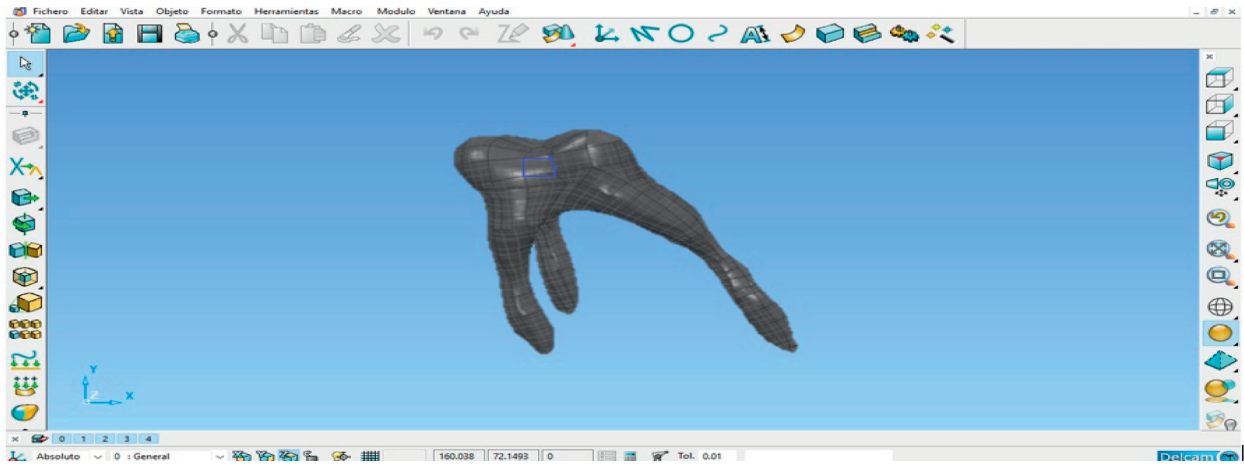 Fichero Editar Vista Objeto Formato Herramientas Macro Modulo Ventana Ayuda
Y
Z X
0 1 2 3 4
Absoluto 0 : General 160.038 72.1493 0 Tol. 0.01 Delcam